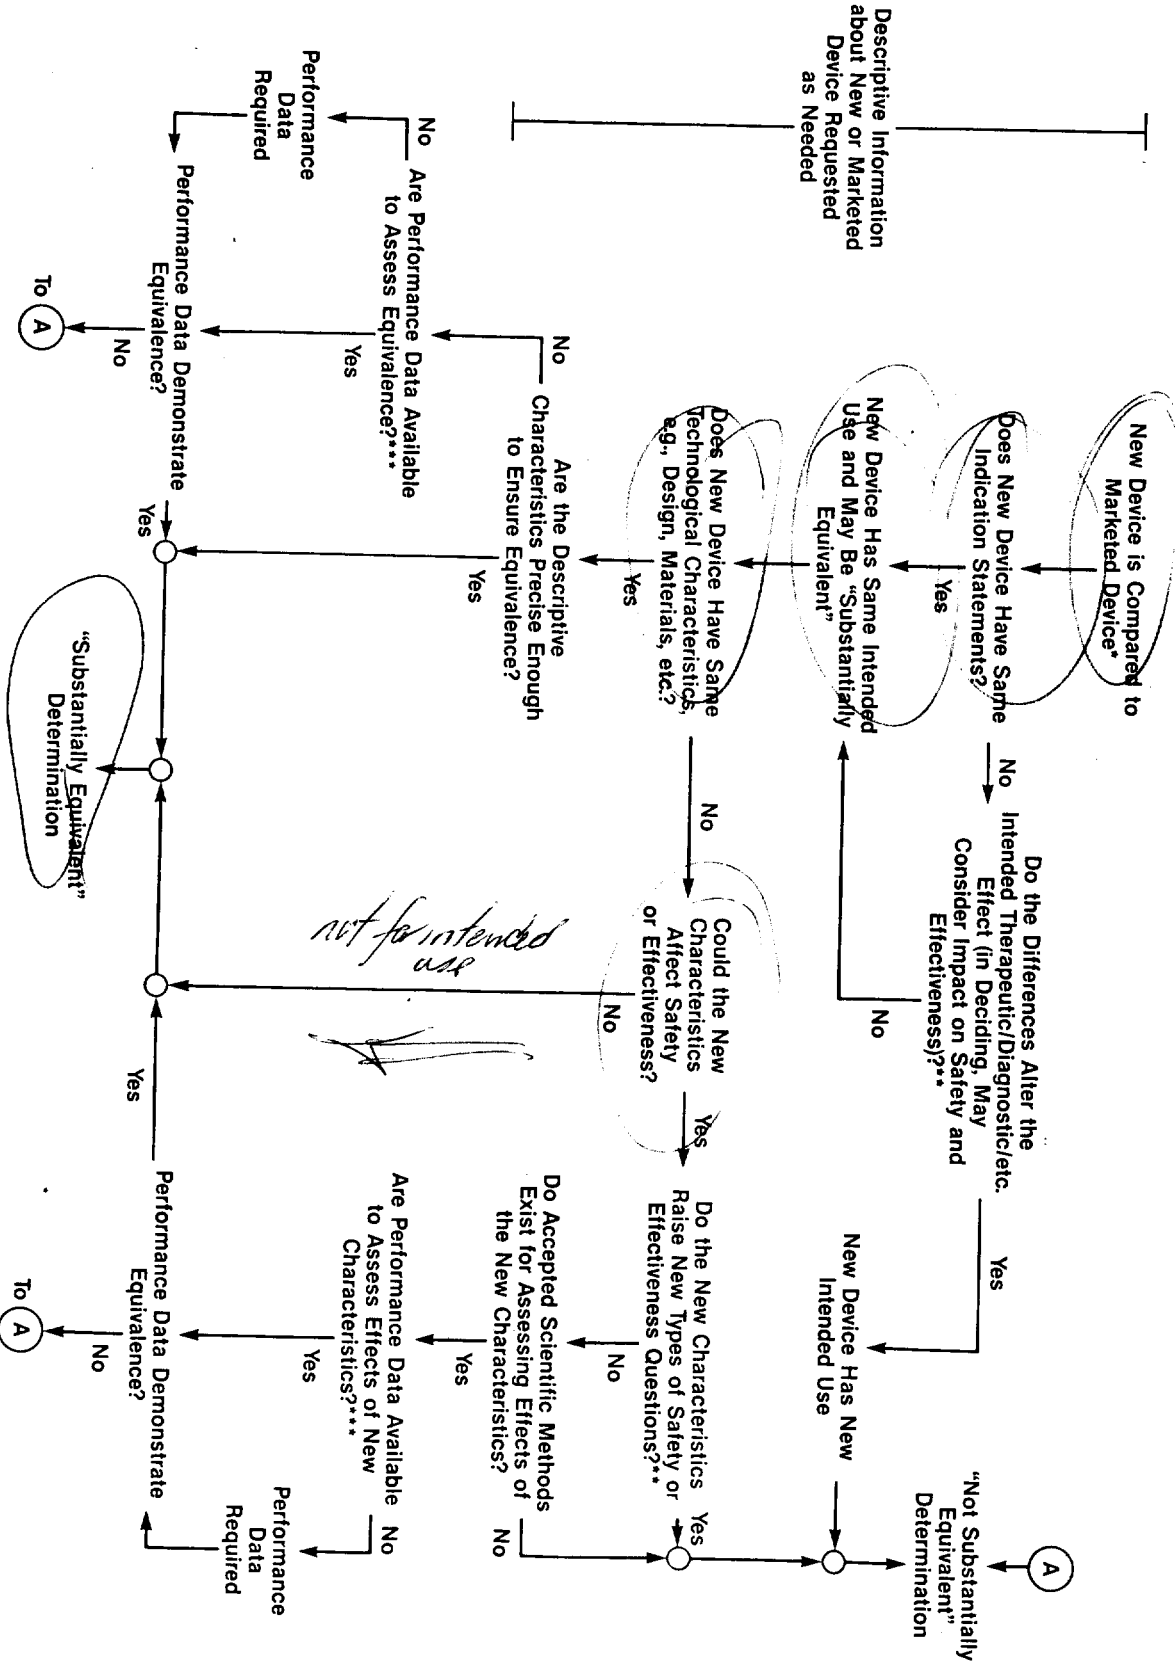 New Device is Compared to
Marketed Device*
Descriptive Information
about New or Marketed
Device Requested
as Needed
Does New Device Have Same
Indication Statements?
Yes
No
Do the Differences Alter the
Intended Therapeutic/Diagnostic/etc.
Effect (in Deciding, May
Consider Impact on Safety and
Effectiveness)?**
Yes
No
New Device Has Same Intended
Use and May Be “Substantially
Equivalent”
New Device Has New
Intended Use
“Not Substantially
Equivalent”
Determination
A
Does New Device Have Same
Technological Characteristics,
e.g., Design, Materials, etc.?
Yes
No
Could the New
Characteristics
Affect Safety
or Effectiveness?
Yes
No
not for intended
use
Do the New Characteristics
Raise New Types of Safety or
Effectiveness Questions?**
Yes
No
Do Accepted Scientific Methods
Exist for Assessing Effects of
the New Characteristics?
Yes
No
Are the Descriptive
Characteristics Precise Enough
to Ensure Equivalence?
No
Yes
Are Performance Data Available
to Assess Equivalence?***
No
Yes
Performance
Data
Required
Are Performance Data Available
to Assess Effects of New
Characteristics?***
No
Yes
Performance
Data
Required
Performance Data Demonstrate
Equivalence?
Yes
No
To
A
“Substantially Equivalent”
Determination
Performance Data Demonstrate
Equivalence?
Yes
No
To
A